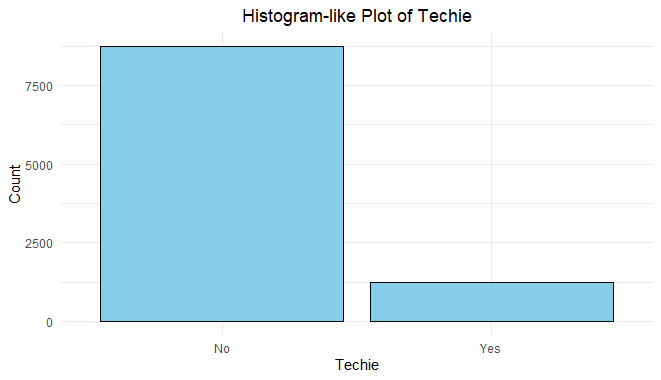 Histogram-like Plot of Techie
Count
7500
5000
2500
0
No
Yes
Techie